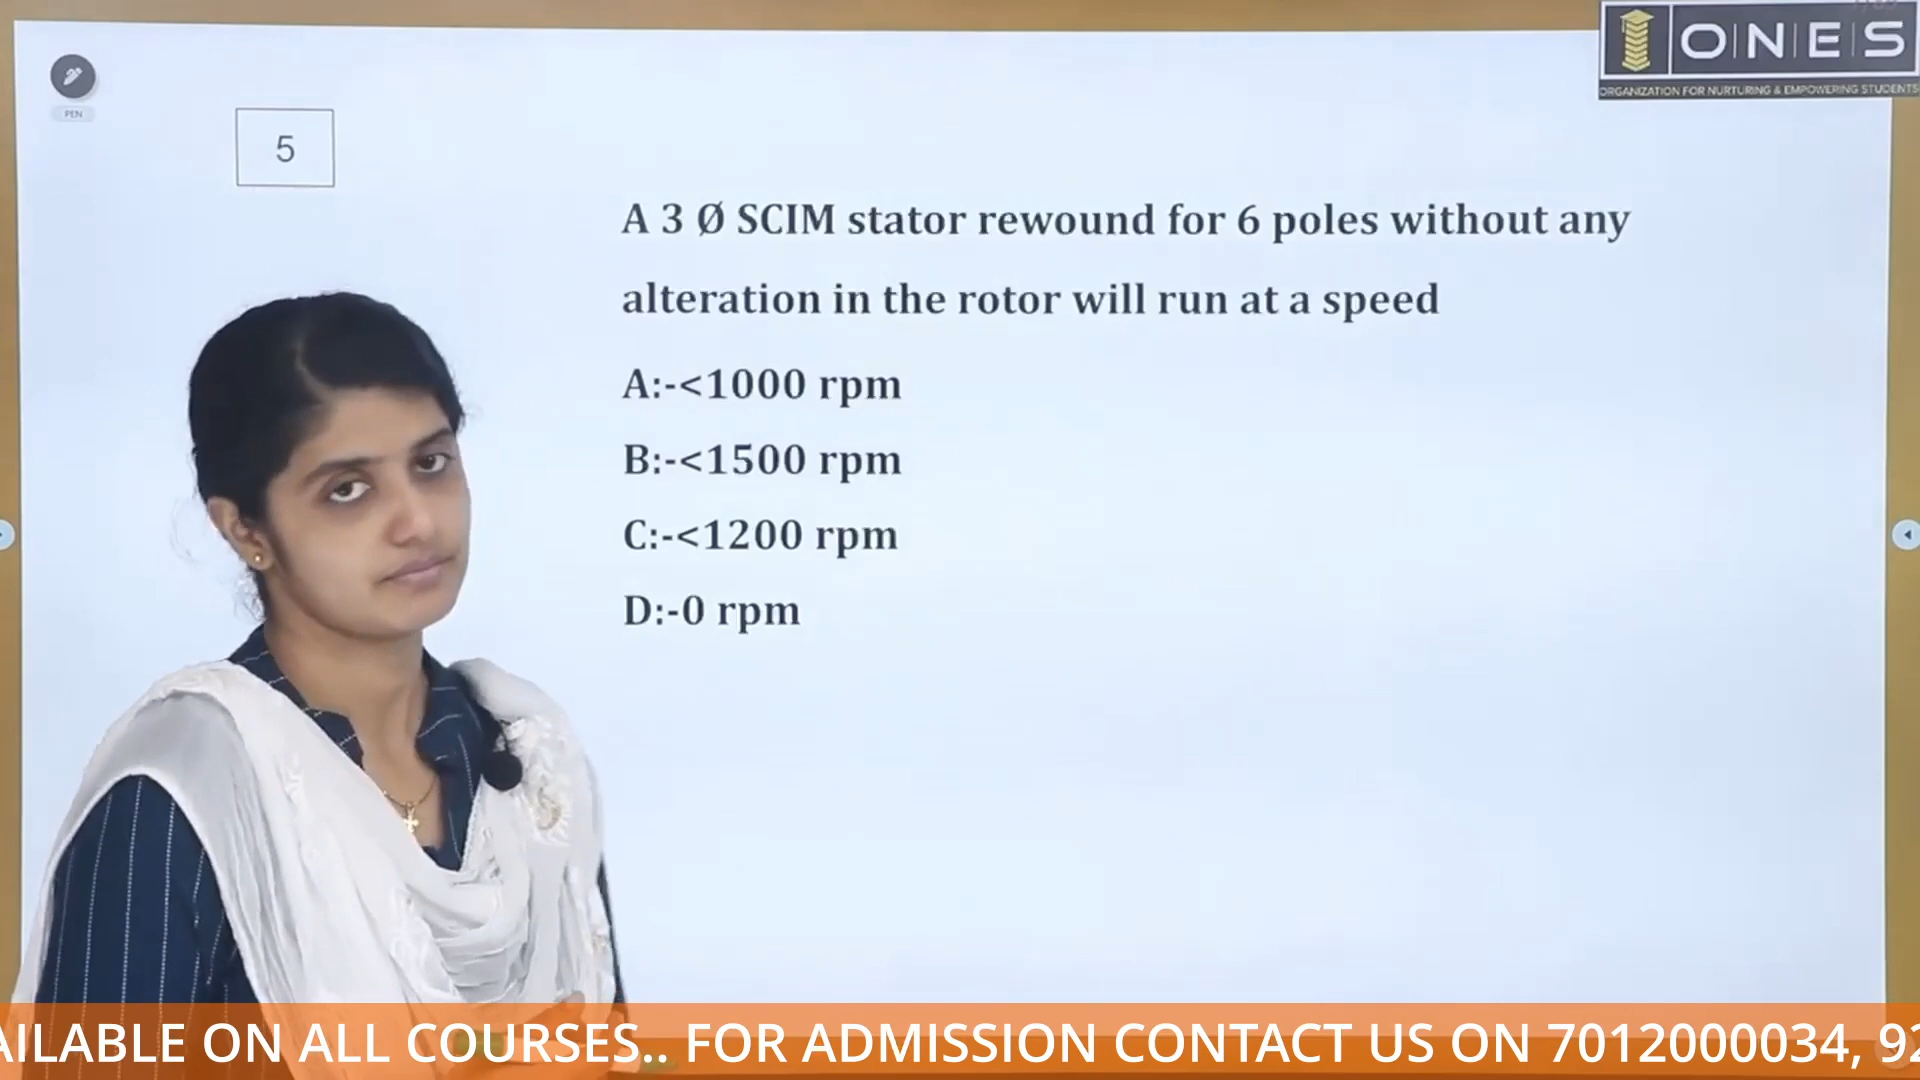 O|N|E|S
ORGANIZATION FOR NURTURING & EMPOWERING STUDENTS
PEN
5
A 3 Ø SCIM stator rewound for 6 poles without any
alteration in the rotor will run at a speed
A:-<1000 rpm
B:-<1500 rpm
C:-<1200 rpm
D:-0 rpm
AILABLE ON ALL COURSES.. FOR ADMISSION CONTACT US ON 7012000034, 92